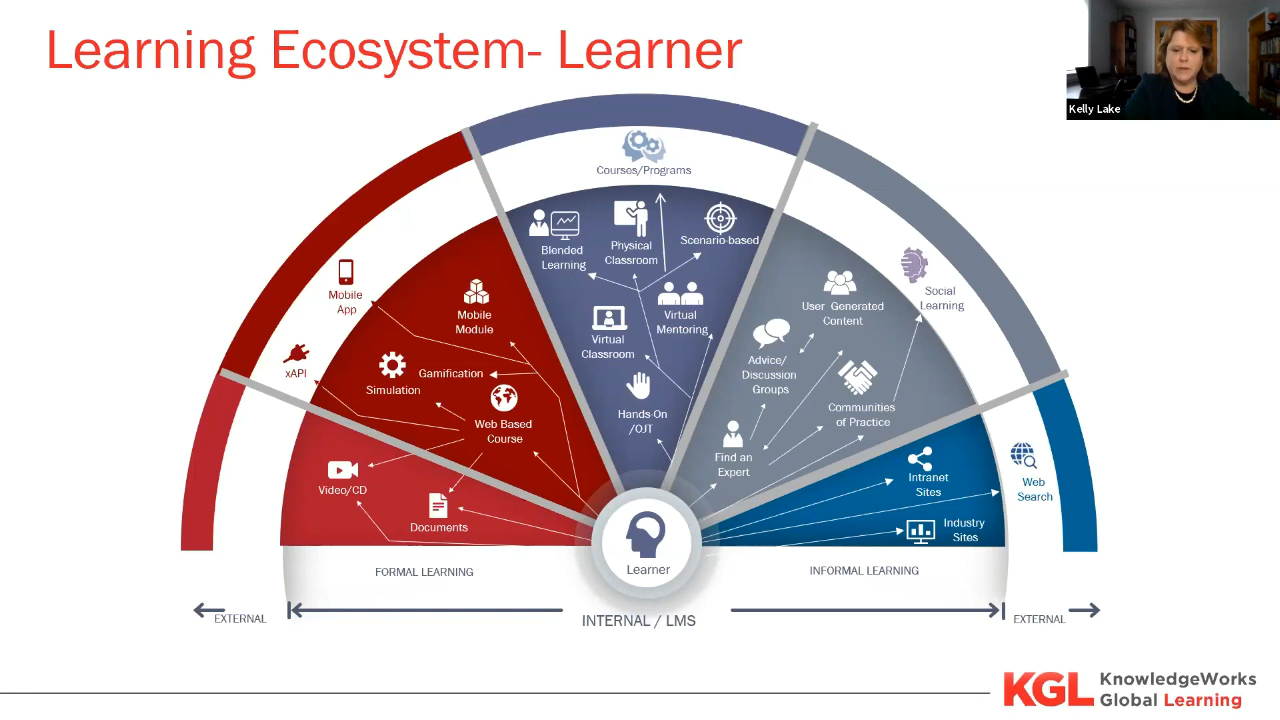 Learning Ecosystem- Learner
Kelly Lake
Courses/Programs
Blended
Learning
Physical
Classroom
Scenario-based
Virtual
Classroom
Virtual
Mentoring
Hands-On
/OJT
Mobile
App
xAPI
Mobile
Module
Simulation
Gamification
Web Based
Course
Video/CD
Documents
User Generated
Content
Social
Learning
Advice/
Discussion
Groups
Communities
of Practice
Find an
Expert
Intranet
Sites
Web
Search
Industry
Sites
Learner
FORMAL LEARNING
INFORMAL LEARNING
EXTERNAL
INTERNAL / LMS
EXTERNAL
KGL KnowledgeWorks
Global Learning